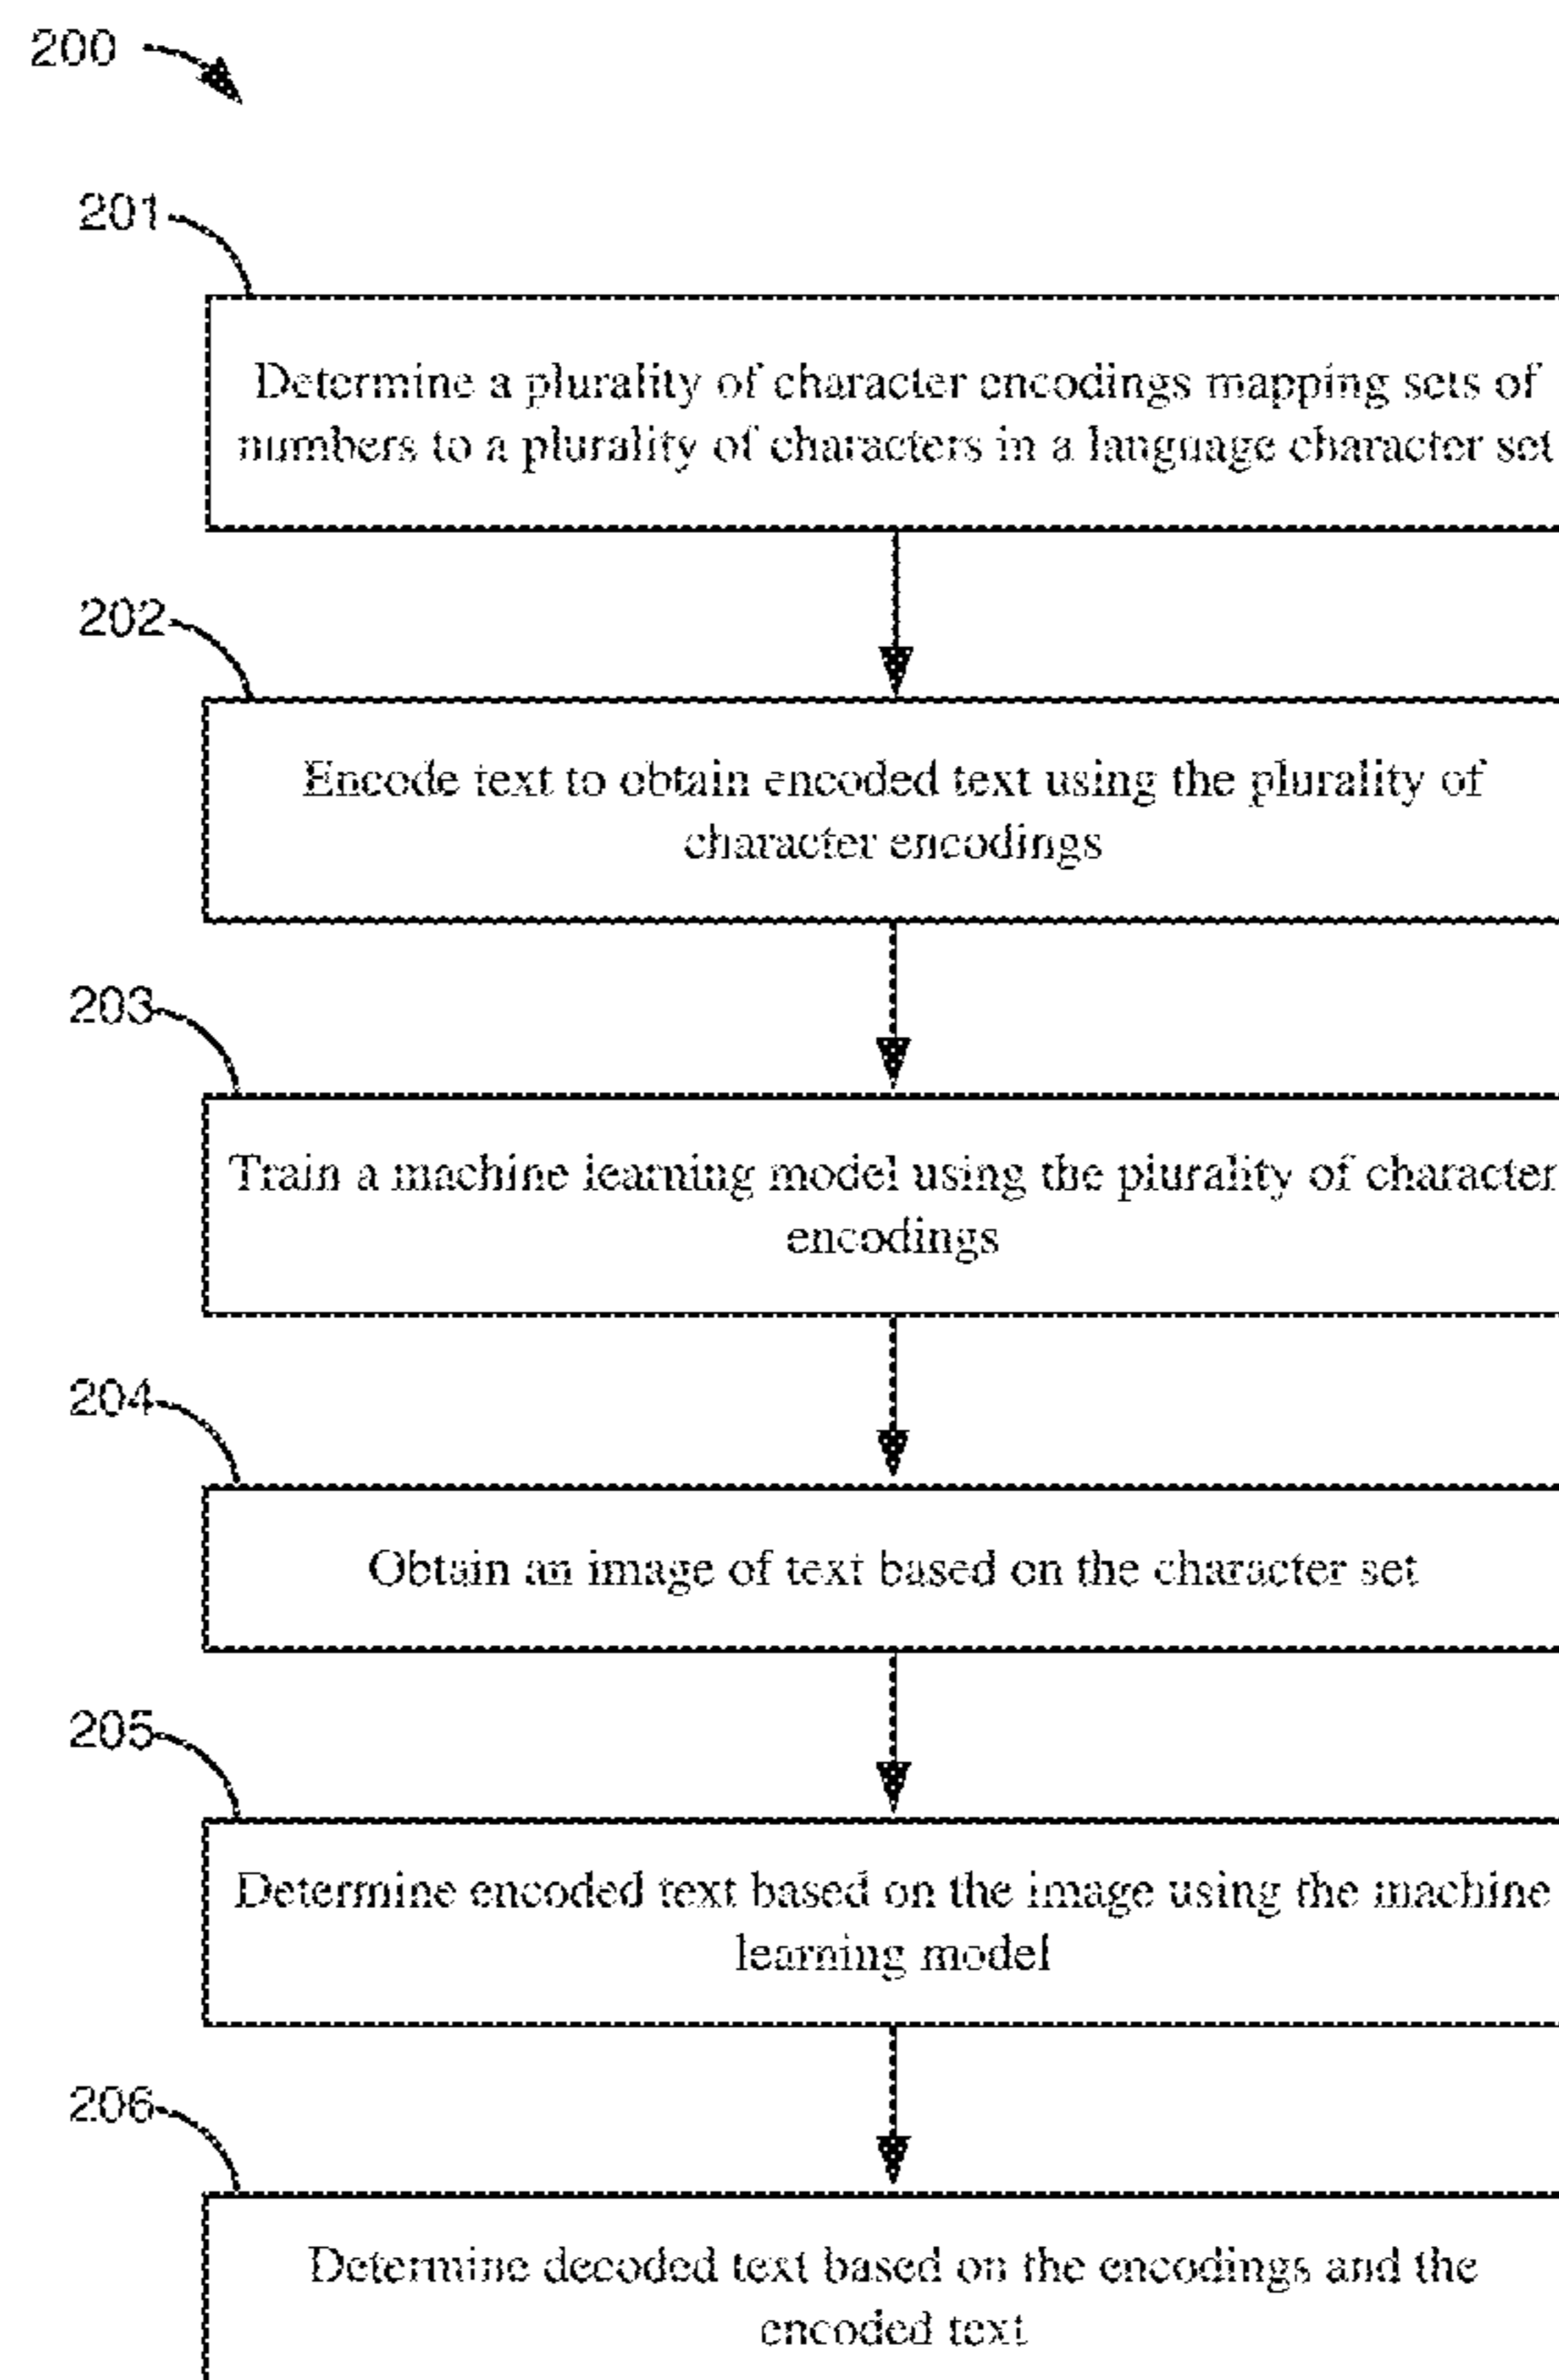 200
201
Determine a plurality of character encodings mapping sets of
numbers to a plurality of characters in a language character set
202
Encode text to obtain encoded text using the plurality of
character encodings
203
Train a machine learning model using the plurality of character
encodings
204
Obtain an image of text based on the character set
205
Determine encoded text based on the image using the machine
learning model
206
Determine decoded text based on the encodings and the
encoded text